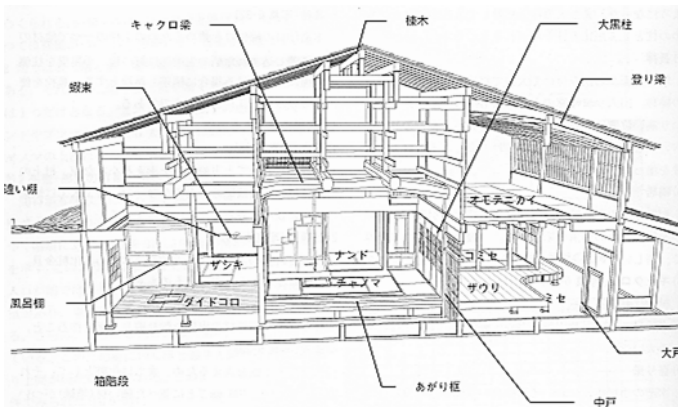 キャクロ梁
棟木
大黒柱
登り梁
蝦束
違い棚
オモテニカイ
ナンド
コミセ
ザシキ
チャノマ
ザウリ
ダイドコロ
ミセ
風呂棚
大戸
箱階段
あがり框
中戸